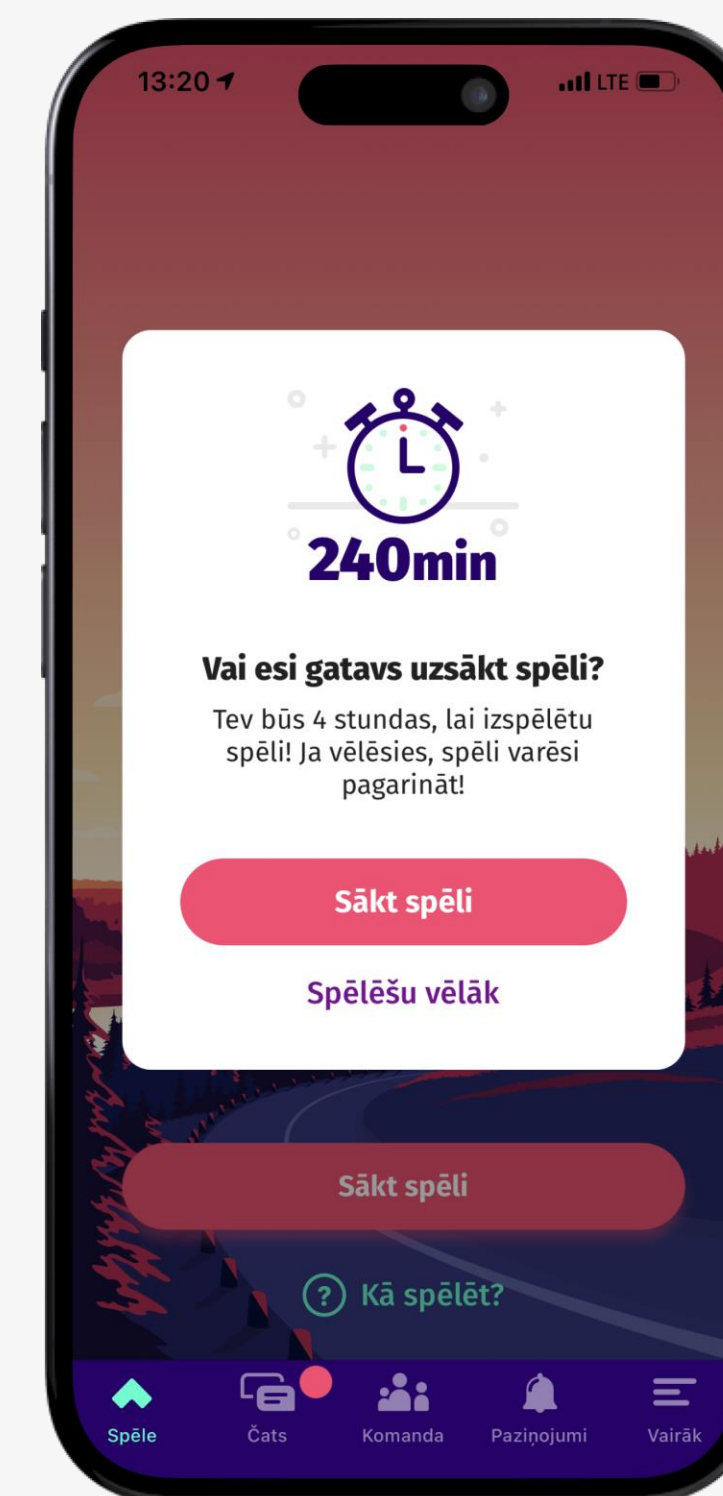 13:20
LTE
240min
Vai esi gatavs uzsākt spēli?
Tev būs 4 stundas, lai izspēlētu
spēli! Ja vēlēsies, spēli varēsi
pagarināt!
Sākt spēli
Spēlēšu vēlāk
Sākt spēli
? Kā spēlēt?
Spēle
Čats
Komanda
Paziņojumi
Vairāk